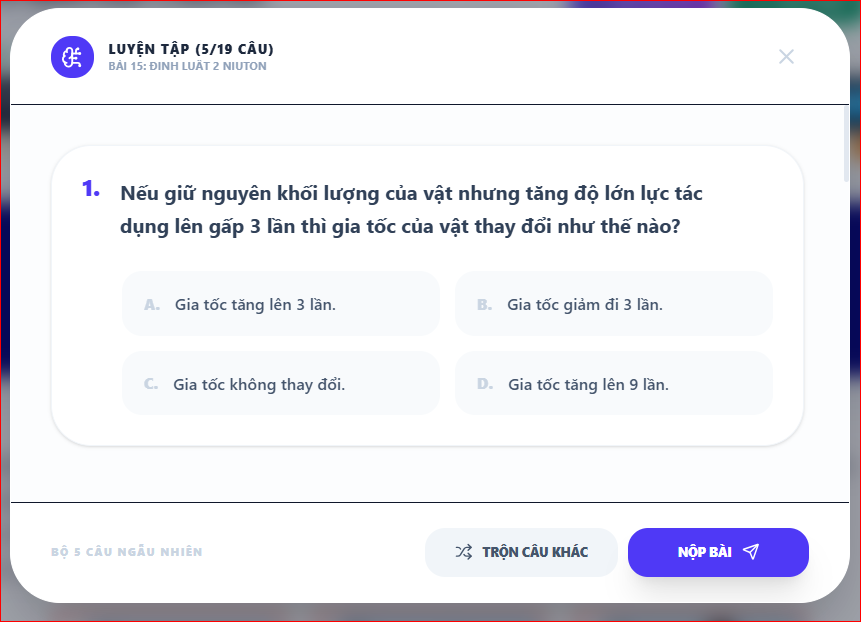 LUYỆN TẬP (5/19 CÂU)
BÀI 15: ĐỊNH LUẬT 2 NIUTON
1. Nếu giữ nguyên khối lượng của vật nhưng tăng độ lớn lực tác
dụng lên gấp 3 lần thì gia tốc của vật thay đổi như thế nào?
A. Gia tốc tăng lên 3 lần.
B. Gia tốc giảm đi 3 lần.
C. Gia tốc không thay đổi.
D. Gia tốc tăng lên 9 lần.
BỘ 5 CÂU NGẪU NHIÊN
TRỘN CÂU KHÁC
NỘP BÀI